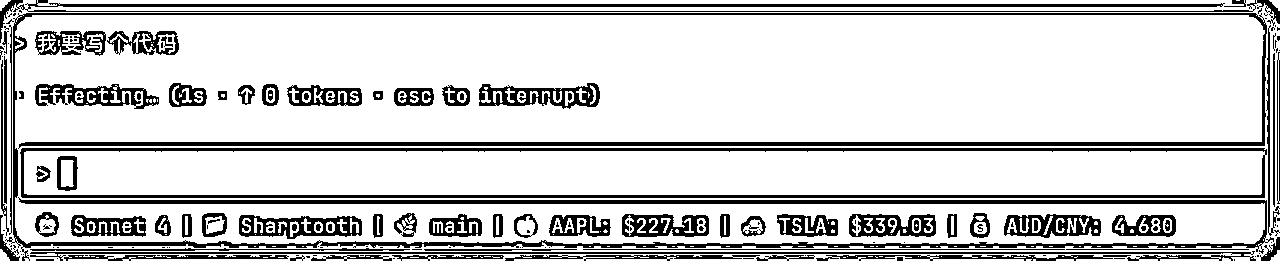 > 我要写个代码
· Effecting… (1s · ↑ 0 tokens · esc to interrupt)
>
Sonnet 4 | Sharptooth | main | AAPL: $227.18 | TSLA: $339.03 | AUD/CNY: 4.680